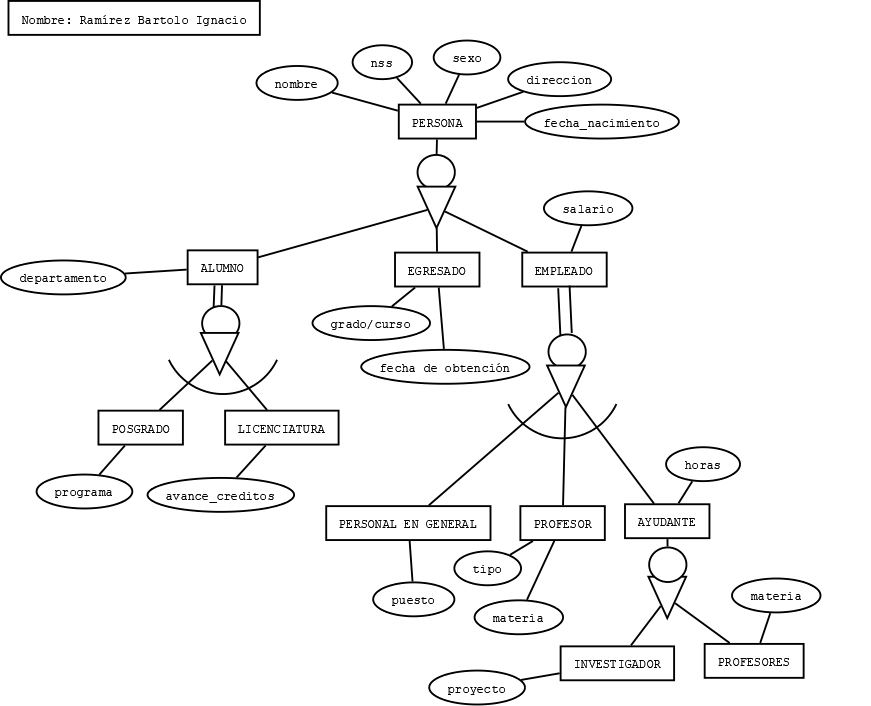 Nombre: Ramírez Bartolo Ignacio
nombre
nss
sexo
direccion
PERSONA
fecha_nacimiento
salario
departamento
ALUMNO
EGRESADO
EMPLEADO
grado/curso
fecha de obtención
POSGRADO
LICENCIATURA
programa
avance_creditos
horas
PERSONAL EN GENERAL
PROFESOR
AYUDANTE
tipo
puesto
materia
materia
INVESTIGADOR
PROFESORES
proyecto